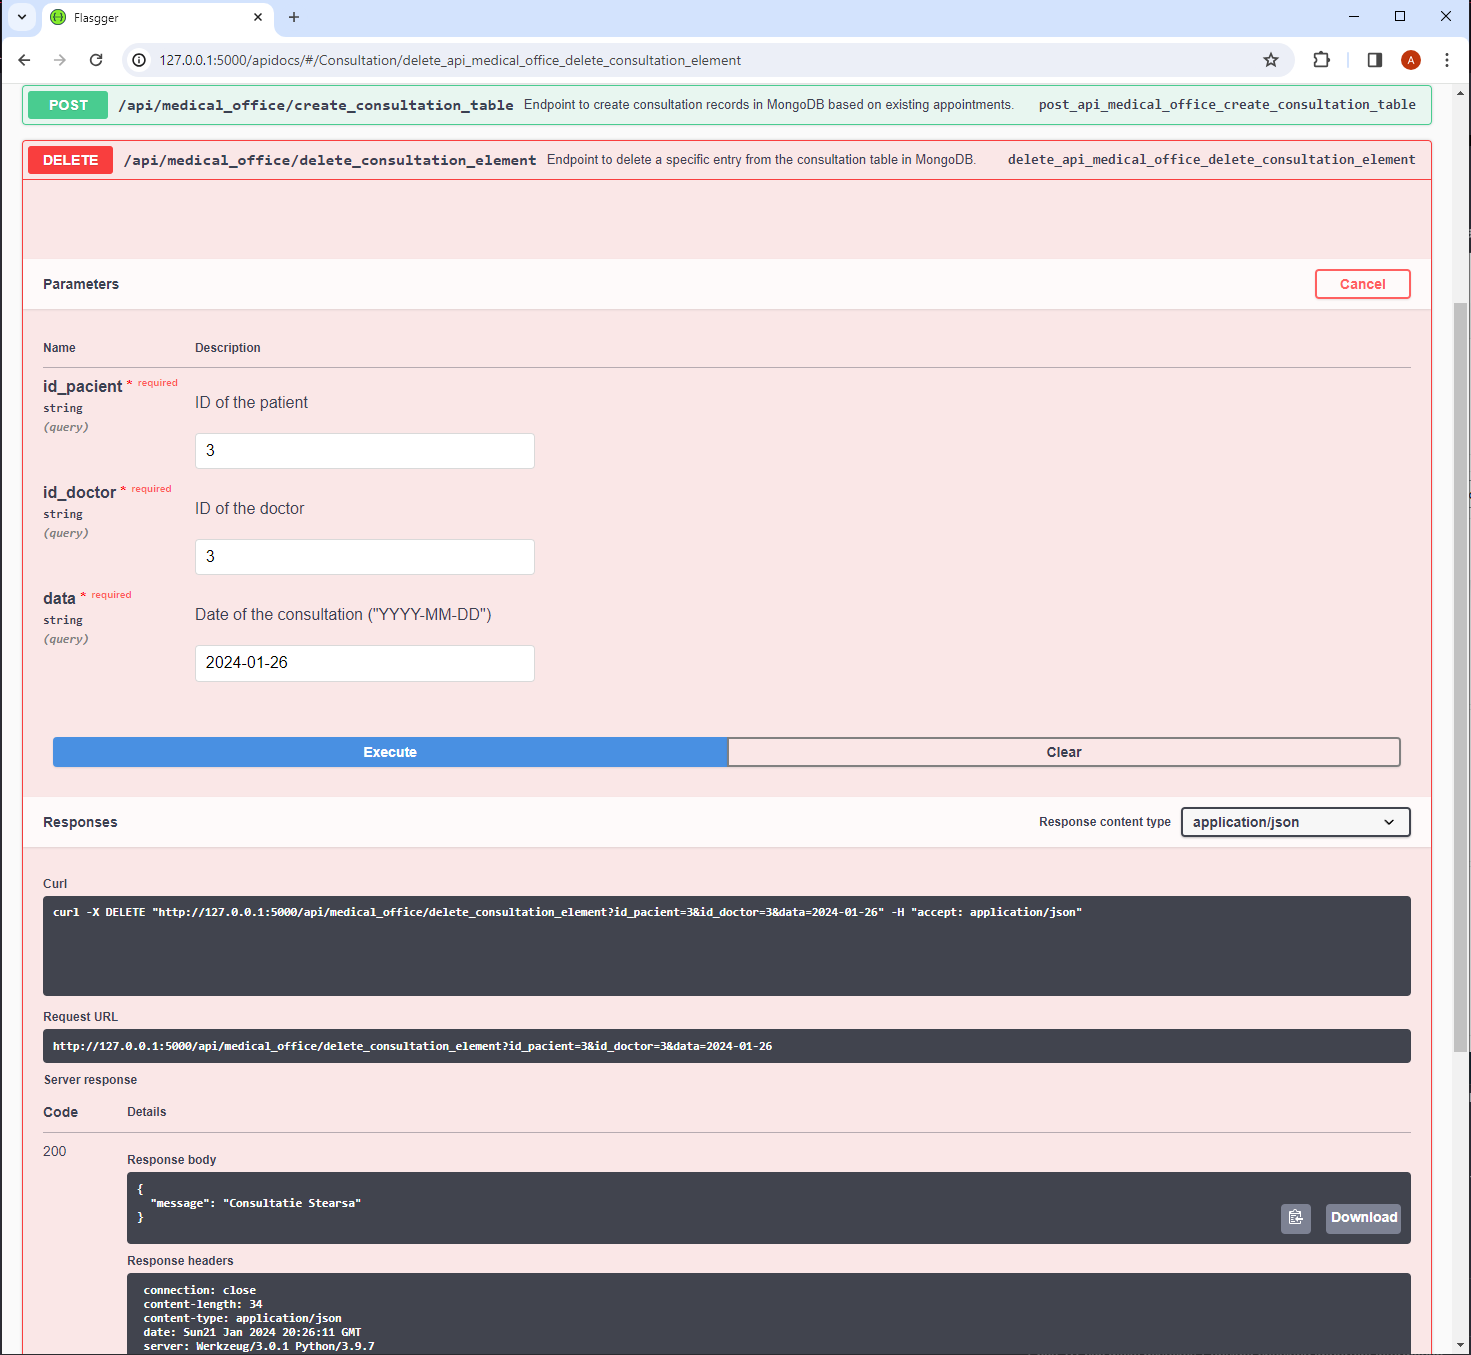 Flasgger
127.0.0.1:5000/apidocs/#/Consultation/delete_api_medical_office_delete_consultation_element
A
POST /api/medical_office/create_consultation_table Endpoint to create consultation records in MongoDB based on existing appointments. post_api_medical_office_create_consultation_table
DELETE /api/medical_office/delete_consultation_element Endpoint to delete a specific entry from the consultation table in MongoDB. delete_api_medical_office_delete_consultation_element
Parameters Cancel
Name Description
id_pacient * required
string
(query)
ID of the patient
3
id_doctor * required
string
(query)
ID of the doctor
3
data * required
string
(query)
Date of the consultation ("YYYY-MM-DD")
2024-01-26
Execute Clear
Responses Response content type application/json
Curl
curl -X DELETE "http://127.0.0.1:5000/api/medical_office/delete_consultation_element?id_pacient=3&id_doctor=3&data=2024-01-26" -H "accept: application/json"
Request URL
http://127.0.0.1:5000/api/medical_office/delete_consultation_element?id_pacient=3&id_doctor=3&data=2024-01-26
Server response
Code Details
200
Response body
{
"message": "Consultatie Stearsa"
}
Download
Response headers
connection: close
content-length: 34
content-type: application/json
date: Sun21 Jan 2024 20:26:11 GMT
server: Werkzeug/3.0.1 Python/3.9.7